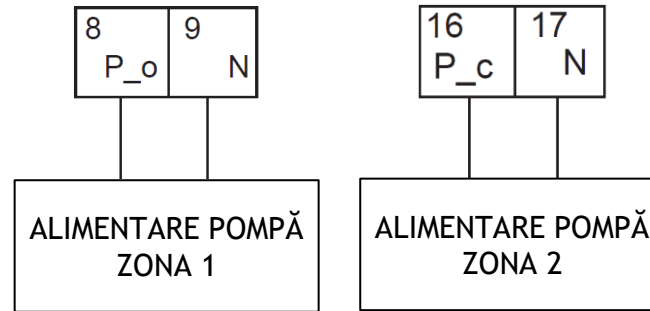 8 9
P_o N
16 17
P_c N
ALIMENTARE POMPĂ
ZONA 1
ALIMENTARE POMPĂ
ZONA 2